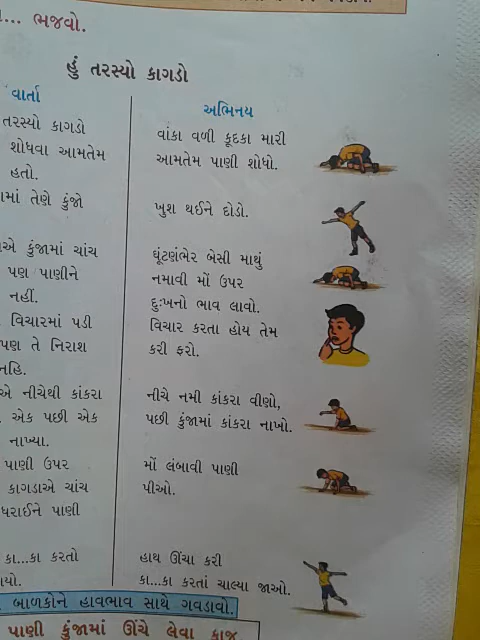 ભજવો.
હું તરસ્યો કાગડો
વાર્તા
અભિનય
તરસ્યો કાગડો
શોધવા આમતેમ
હતો.
તેણે કુંજો
કુંજામાં ચાંચ
પણ પાણીને
નહીં.
વિચારમાં પડી
પણ તે નિરાશ
નહિ.
નીચેથી કાંકરા
એક પછી એક
નાખ્યા.
પાણી ઉપર
કાગડાએ ચાંચ
ધરાઈને પાણી
કા...કા કરતો
વાંકા વળી કૂદકા મારી
આમતેમ પાણી શોધો.
ખુશ થઈને દોડો.
ઘૂંટણંભેર બેસી માથું
નમાવી મોં ઉપર
દુઃખનો ભાવ લાવો.
વિચાર કરતા હોય તેમ
કરી ફરો.
નીચે નમી કાંકરા વીણો,
પછી કુંજામાં કાંકરા નાખો.
મોં લંબાવી પાણી
પીઓ.
હાથ ઊંચા કરી
કા...કા કરતાં ચાલ્યા જાઓ.
બાળકોને હાવભાવ સાથે ગવડાવો.
પાણી કુંજામાં ઊંચે લેવા કાજ